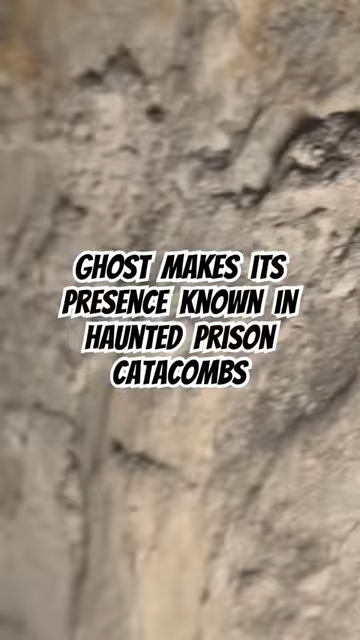 GHOST MAKES ITS
PRESENCE KNOWN IN
HAUNTED PRISON
CATACOMBS